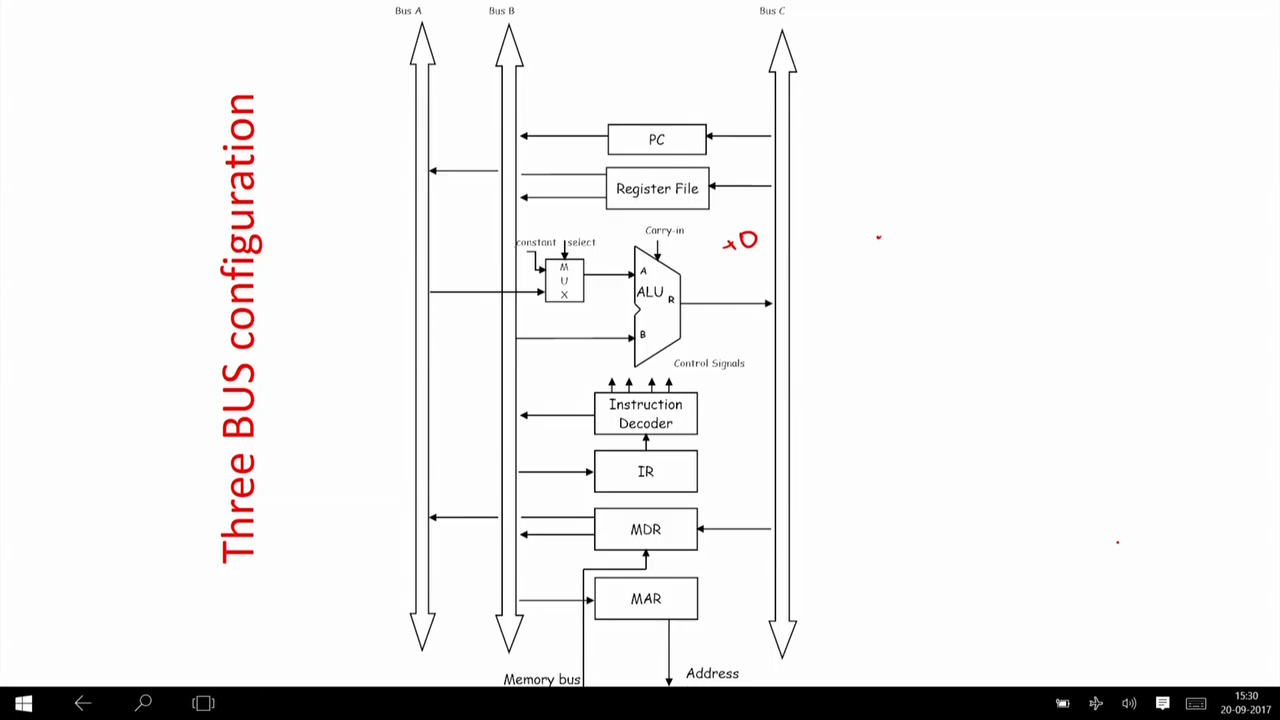 Bus A
Bus B
Bus C
Three BUS configuration
PC
Register File
constant
select
Carry-in
+0
M
U
X
A
ALU
R
B
Control Signals
Instruction
Decoder
IR
MDR
MAR
Memory bus
Address
15:30
20-09-2017